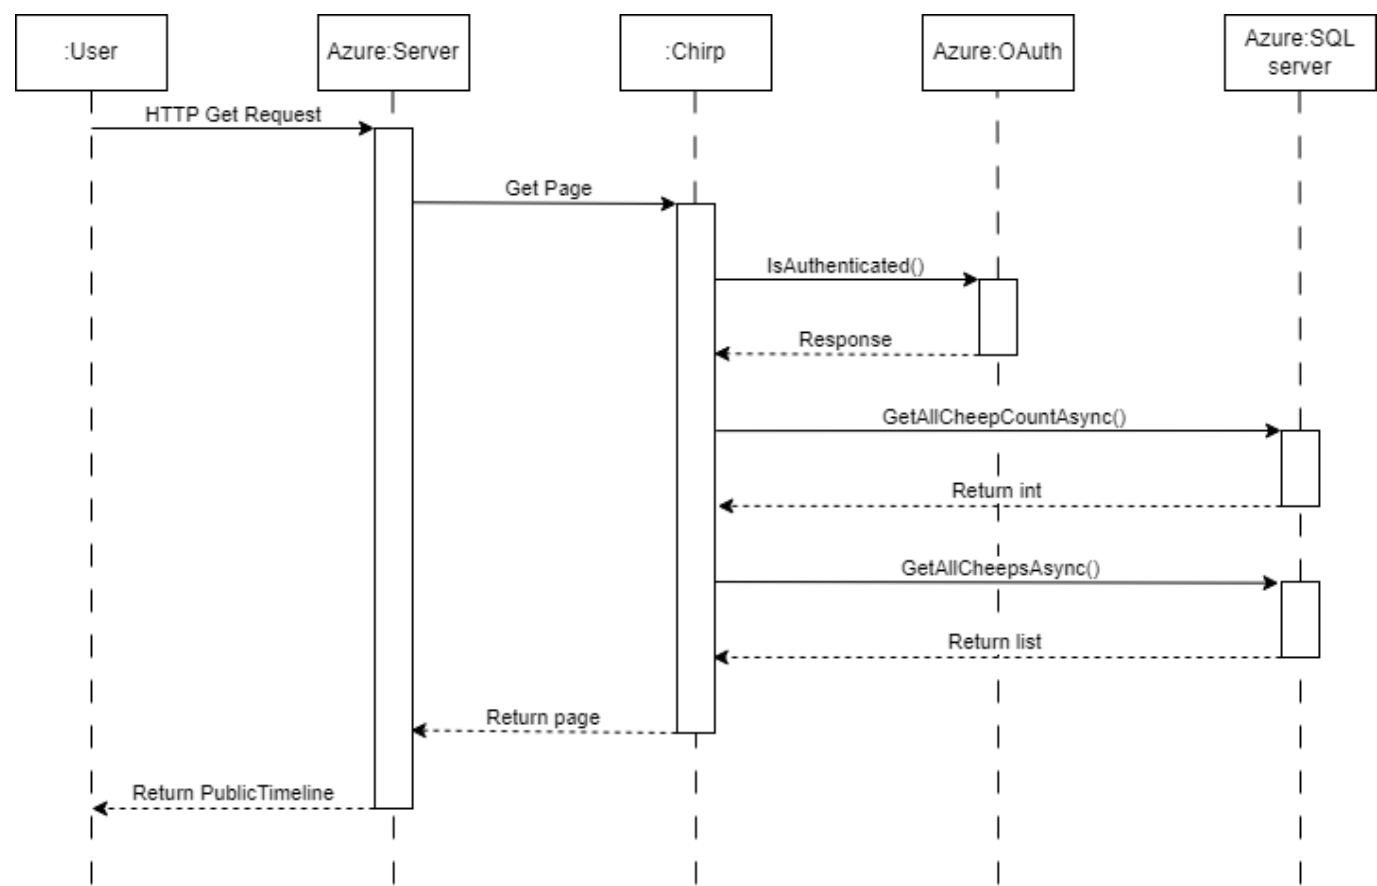 :User
Azure:Server
:Chirp
Azure:OAuth
Azure:SQL
server
HTTP Get Request
Get Page
IsAuthenticated()
Response
GetAllCheepCountAsync()
Return int
GetAllCheepsAsync()
Return list
Return page
Return PublicTimeline